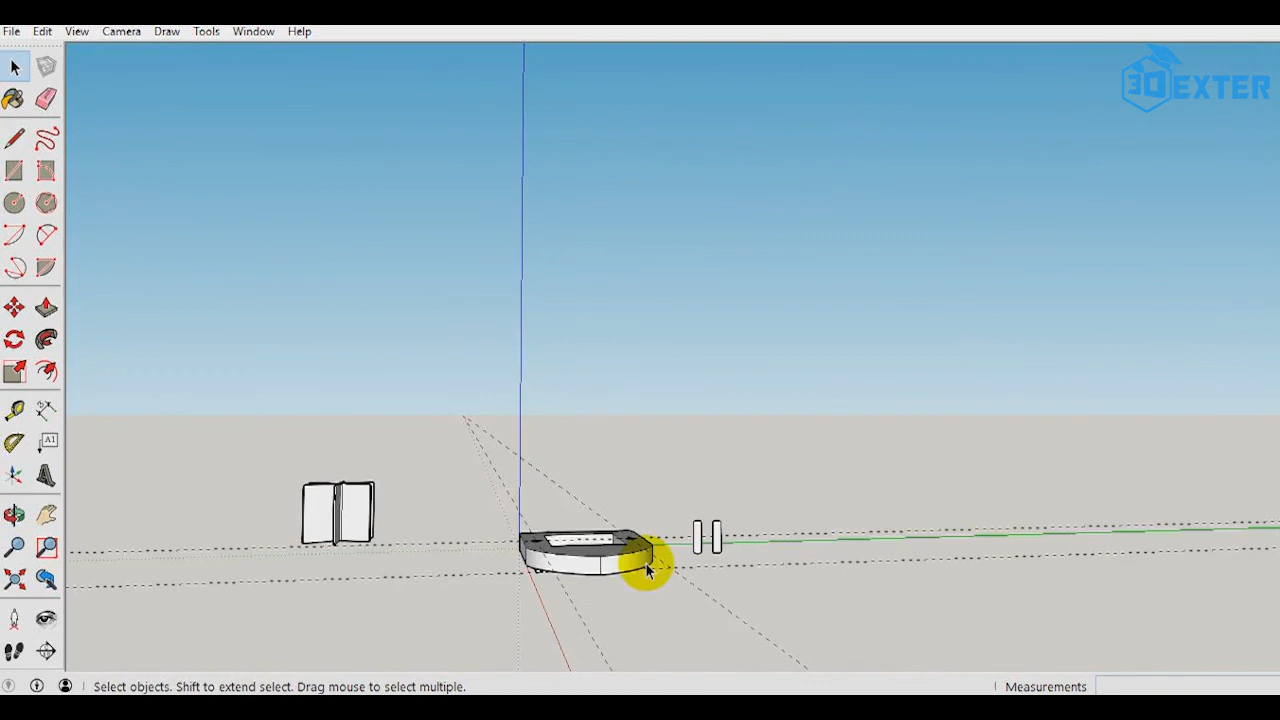 File Edit View Camera Draw Tools Window Help
3DEXTER
A1
Select objects. Shift to extend select. Drag mouse to select multiple.
Measurements